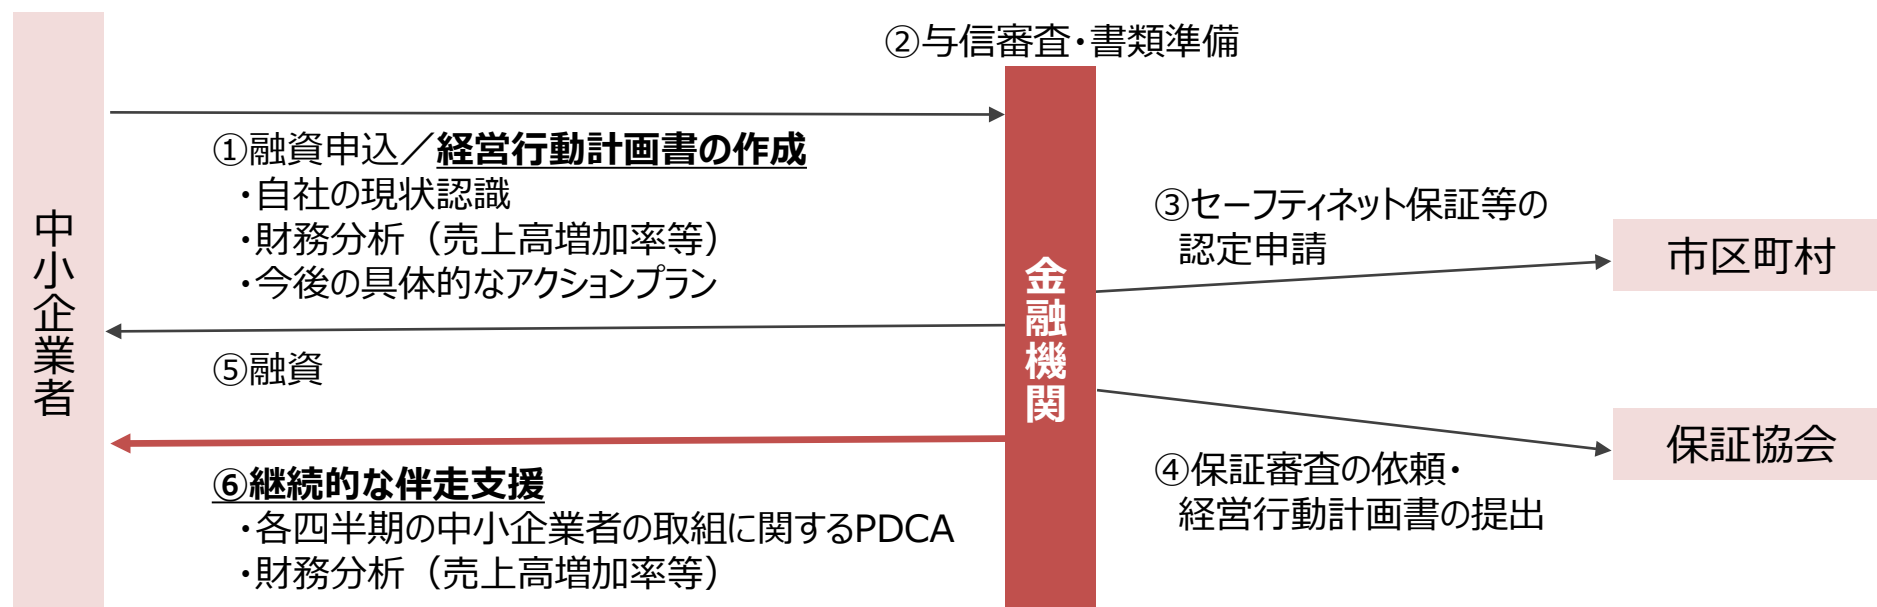 ②与信審査・書類準備
中小企業者
①融資申込／経営行動計画書の作成
・自社の現状認識
・財務分析（売上高増加率等）
・今後の具体的なアクションプラン
金融機関
③セーフティネット保証等の
認定申請
市区町村
⑤融資
保証協会
④保証審査の依頼・
経営行動計画書の提出
⑥継続的な伴走支援
・各四半期の中小企業者の取組に関するPDCA
・財務分析（売上高増加率等）